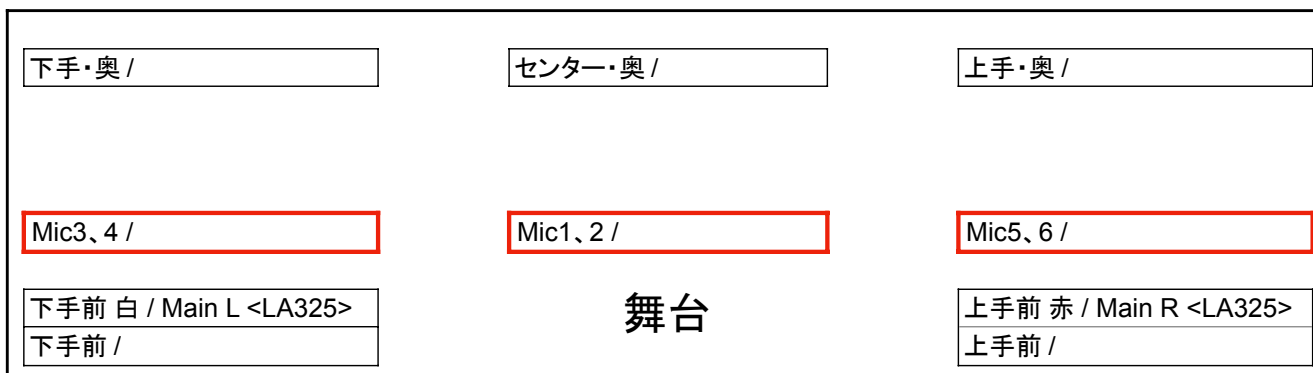 下手・奥 /
センター・奥 /
上手・奥 /
Mic3、4 /
Mic1、2 /
Mic5、6 /
下手前 白 / Main L <LA325>
舞台
上手前 赤 / Main R <LA325>
下手前 /
上手前 /